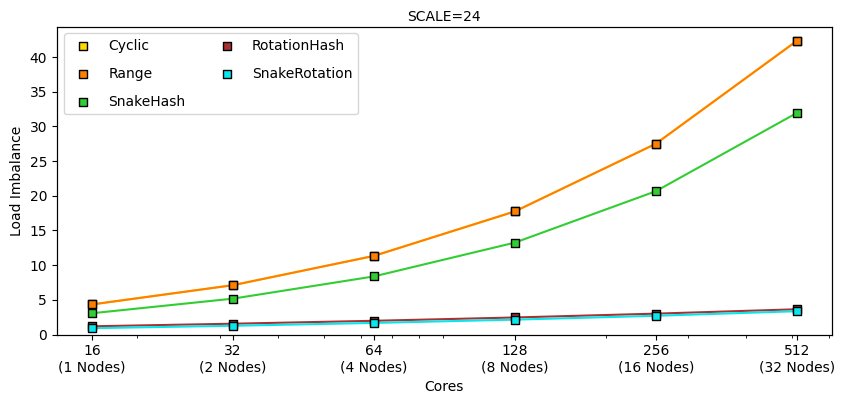 SCALE=24
Cyclic
Range
SnakeHash
RotationHash
SnakeRotation
Load Imbalance
40
35
30
25
20
15
10
5
0
16 32 64 128 256 512
(1 Nodes) (2 Nodes) (4 Nodes) (8 Nodes) (16 Nodes) (32 Nodes)
Cores